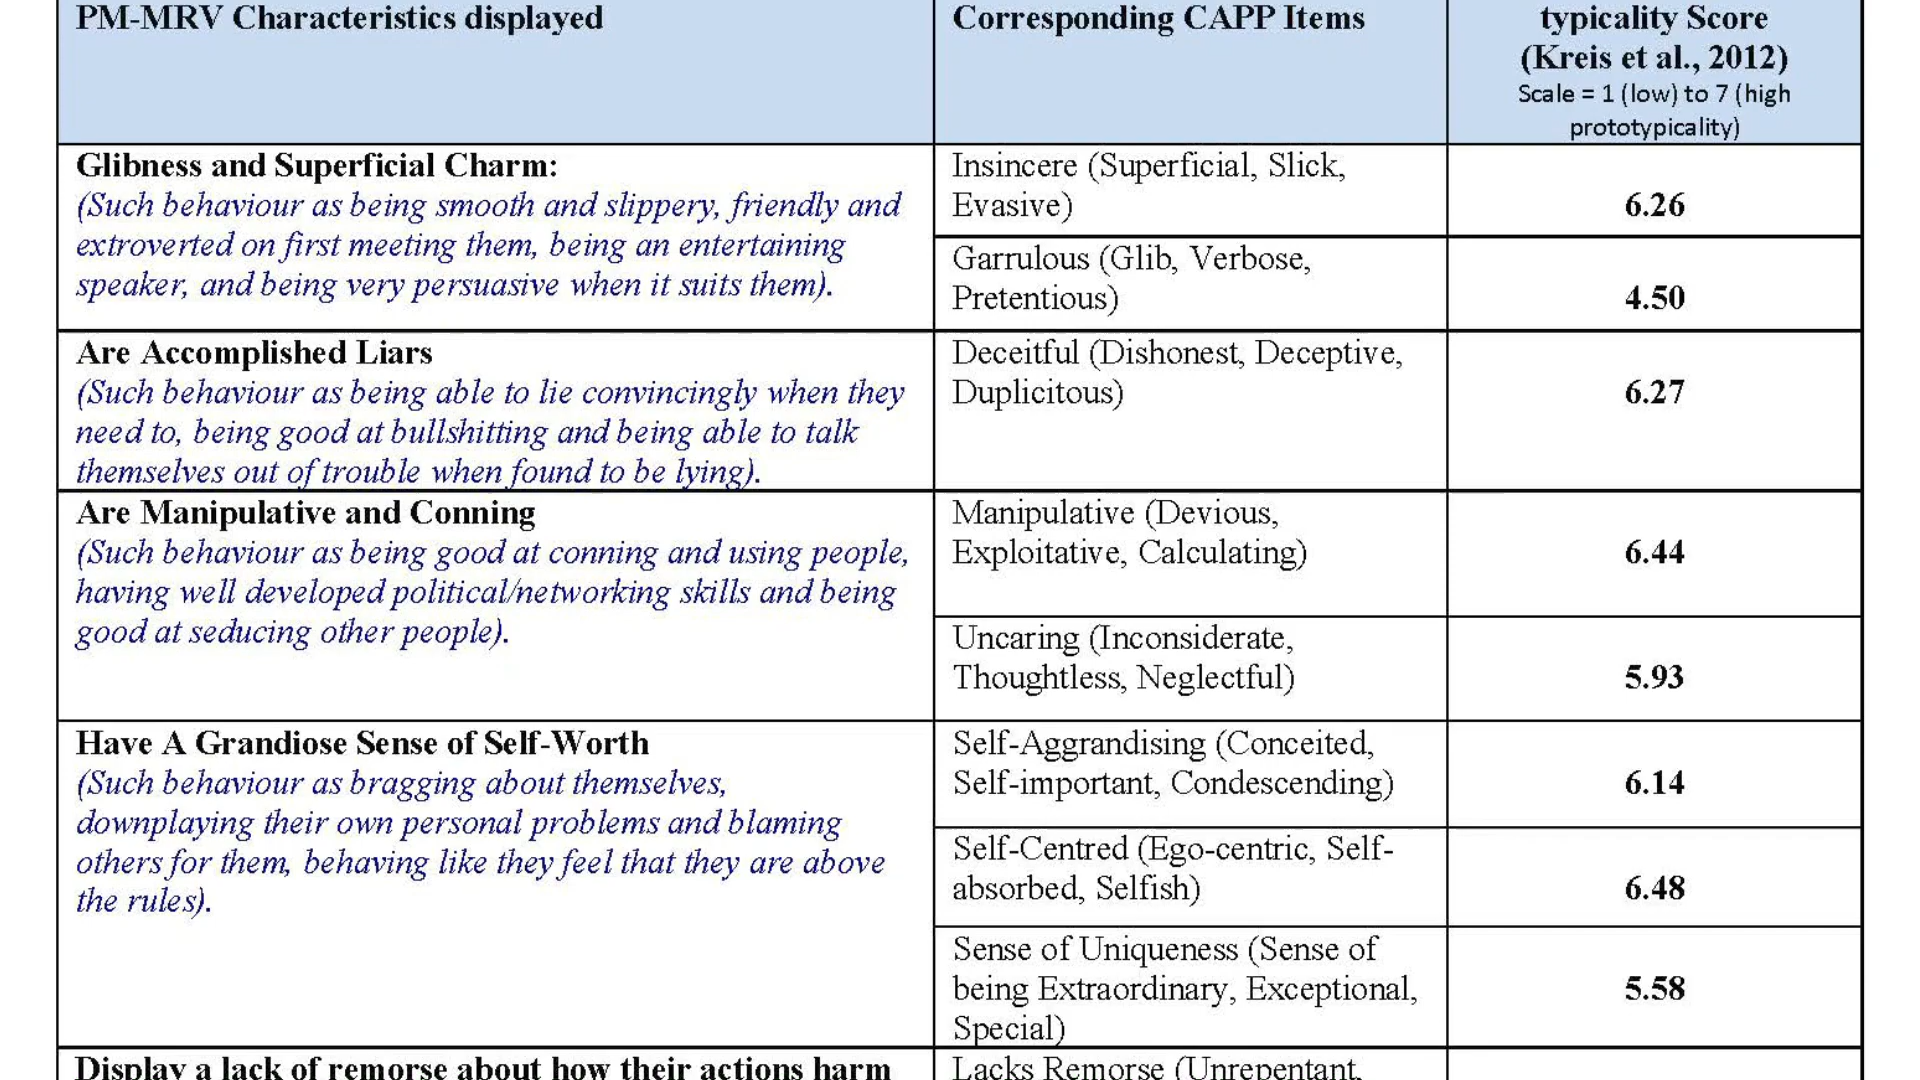 PM-MRV Characteristics displayed
Corresponding CAPP Items
typicality Score
(Kreis et al., 2012)
Scale = 1 (low) to 7 (high
prototypicality)
Glibness and Superficial Charm:
(Such behaviour as being smooth and slippery, friendly and
extroverted on first meeting them, being an entertaining
speaker, and being very persuasive when it suits them).
Insincere (Superficial, Slick,
Evasive)
6.26
Garrulous (Glib, Verbose,
Pretentious)
4.50
Are Accomplished Liars
(Such behaviour as being able to lie convincingly when they
need to, being good at bullshitting and being able to talk
themselves out of trouble when found to be lying).
Deceitful (Dishonest, Deceptive,
Duplicitous)
6.27
Are Manipulative and Conning
(Such behaviour as being good at conning and using people,
having well developed political/networking skills and being
good at seducing other people).
Manipulative (Devious,
Exploitative, Calculating)
6.44
Uncaring (Inconsiderate,
Thoughtless, Neglectful)
5.93
Have A Grandiose Sense of Self-Worth
(Such behaviour as bragging about themselves,
downplaying their own personal problems and blaming
others for them, behaving like they feel that they are above
the rules).
Self-Aggrandising (Conceited,
Self-important, Condescending)
6.14
Self-Centred (Ego-centric, Self-
absorbed, Selfish)
6.48
Sense of Uniqueness (Sense of
being Extraordinary, Exceptional,
Special)
5.58
Display a lack of remorse about how their actions harm
Lacks Remorse (Unrepentant,